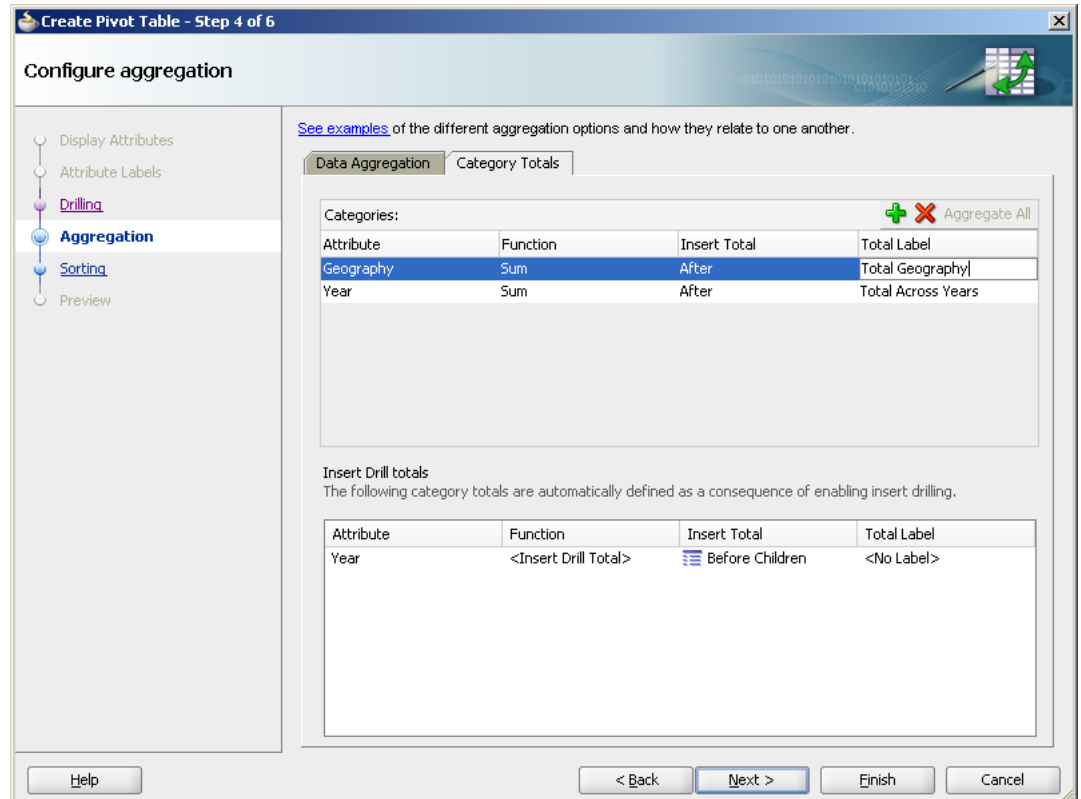 Create Pivot Table - Step 4 of 6
Configure aggregation
Display Attributes
Attribute Labels
Drilling
Aggregation
Sorting
Preview
See examples of the different aggregation options and how they relate to one another.
Data Aggregation Category Totals
Categories: Aggregate All
Attribute Function Insert Total Total Label
Geography Sum After Total Geography
Year Sum After Total Across Years
Insert Drill totals
The following category totals are automatically defined as a consequence of enabling insert drilling.
Attribute Function Insert Total Total Label
Year <Insert Drill Total> Before Children <No Label>
Help < Back Next > Finish Cancel